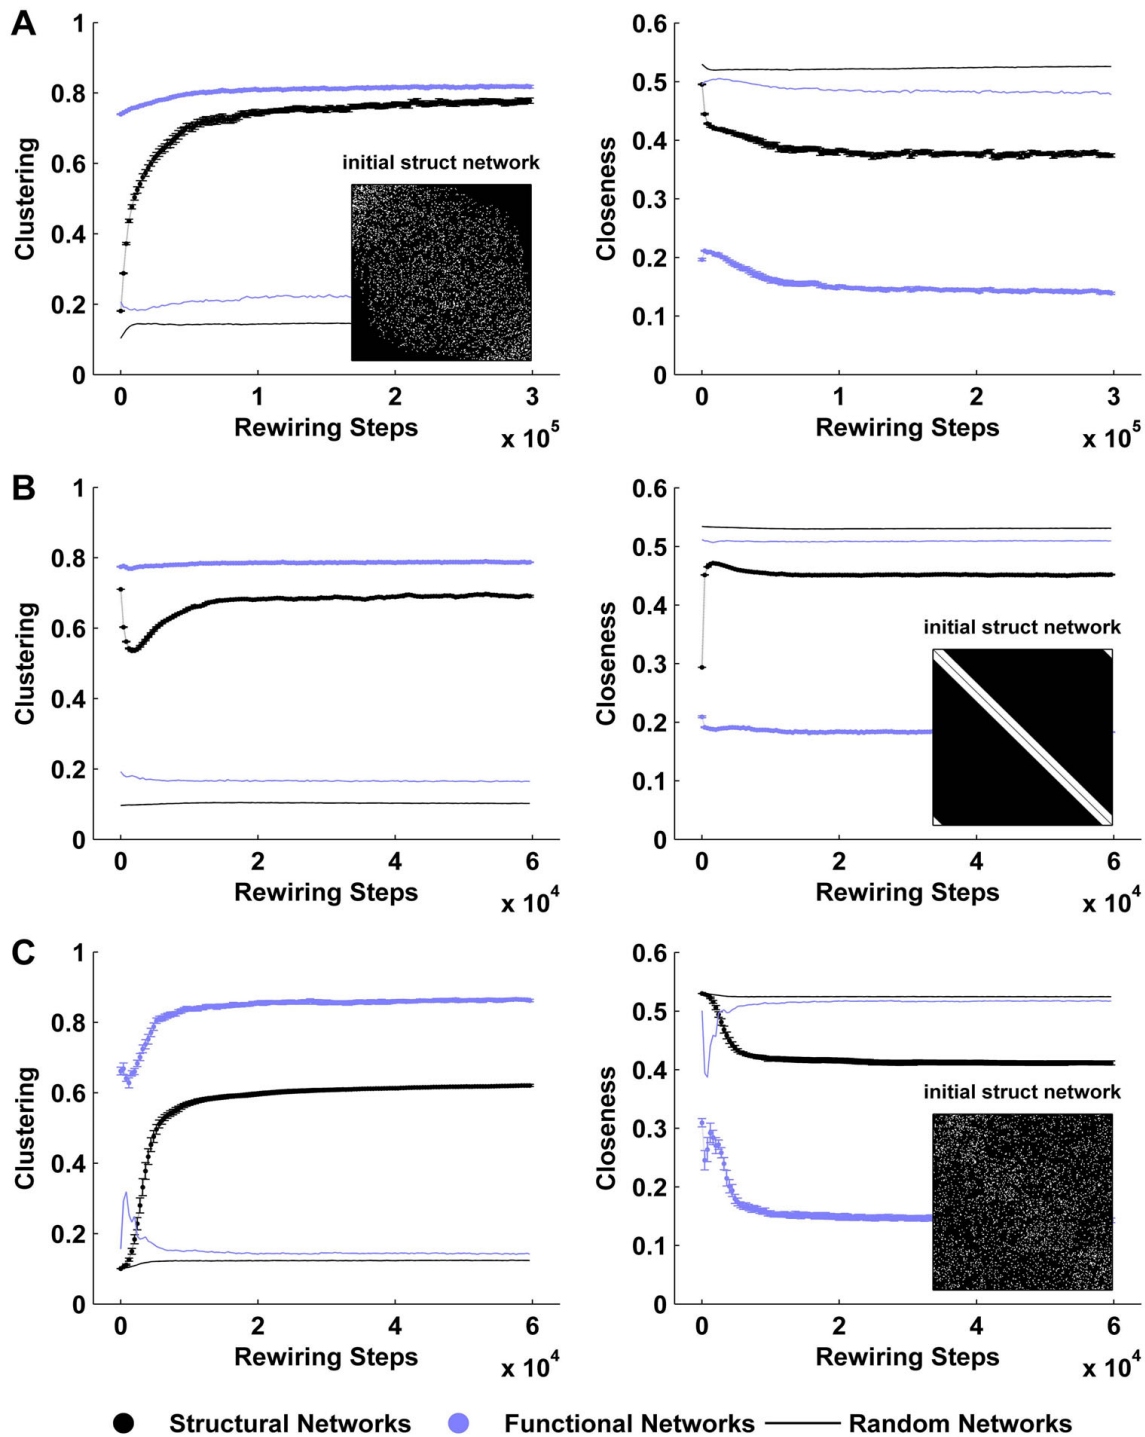 A
1
0.8
0.6
0.4
0.2
0
Clustering
initial struct network
0 1 2 3
Rewiring Steps
x 10^5
0.6
0.5
0.4
0.3
0.2
0.1
0
Closeness
0 1 2 3
Rewiring Steps
x 10^5
B
1
0.8
0.6
0.4
0.2
0
Clustering
0 2 4 6
Rewiring Steps
x 10^4
0.6
0.5
0.4
0.3
0.2
0.1
0
Closeness
initial struct network
0 2 4 6
Rewiring Steps
x 10^4
C
1
0.8
0.6
0.4
0.2
0
Clustering
0 2 4 6
Rewiring Steps
x 10^4
0.6
0.5
0.4
0.3
0.2
0.1
0
Closeness
initial struct network
0 2 4 6
Rewiring Steps
x 10^4
Structural Networks Functional Networks Random Networks